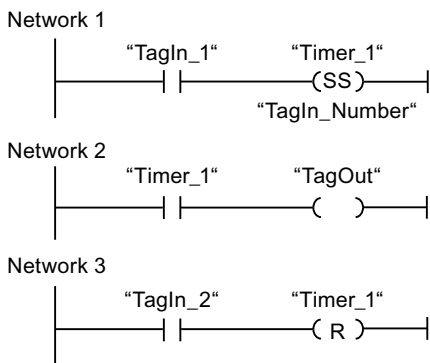 Network 1
“TagIn_1“ “Timer_1“
SS
“TagIn_Number“
Network 2
“Timer_1“ “TagOut“
Network 3
“TagIn_2“ “Timer_1“
R